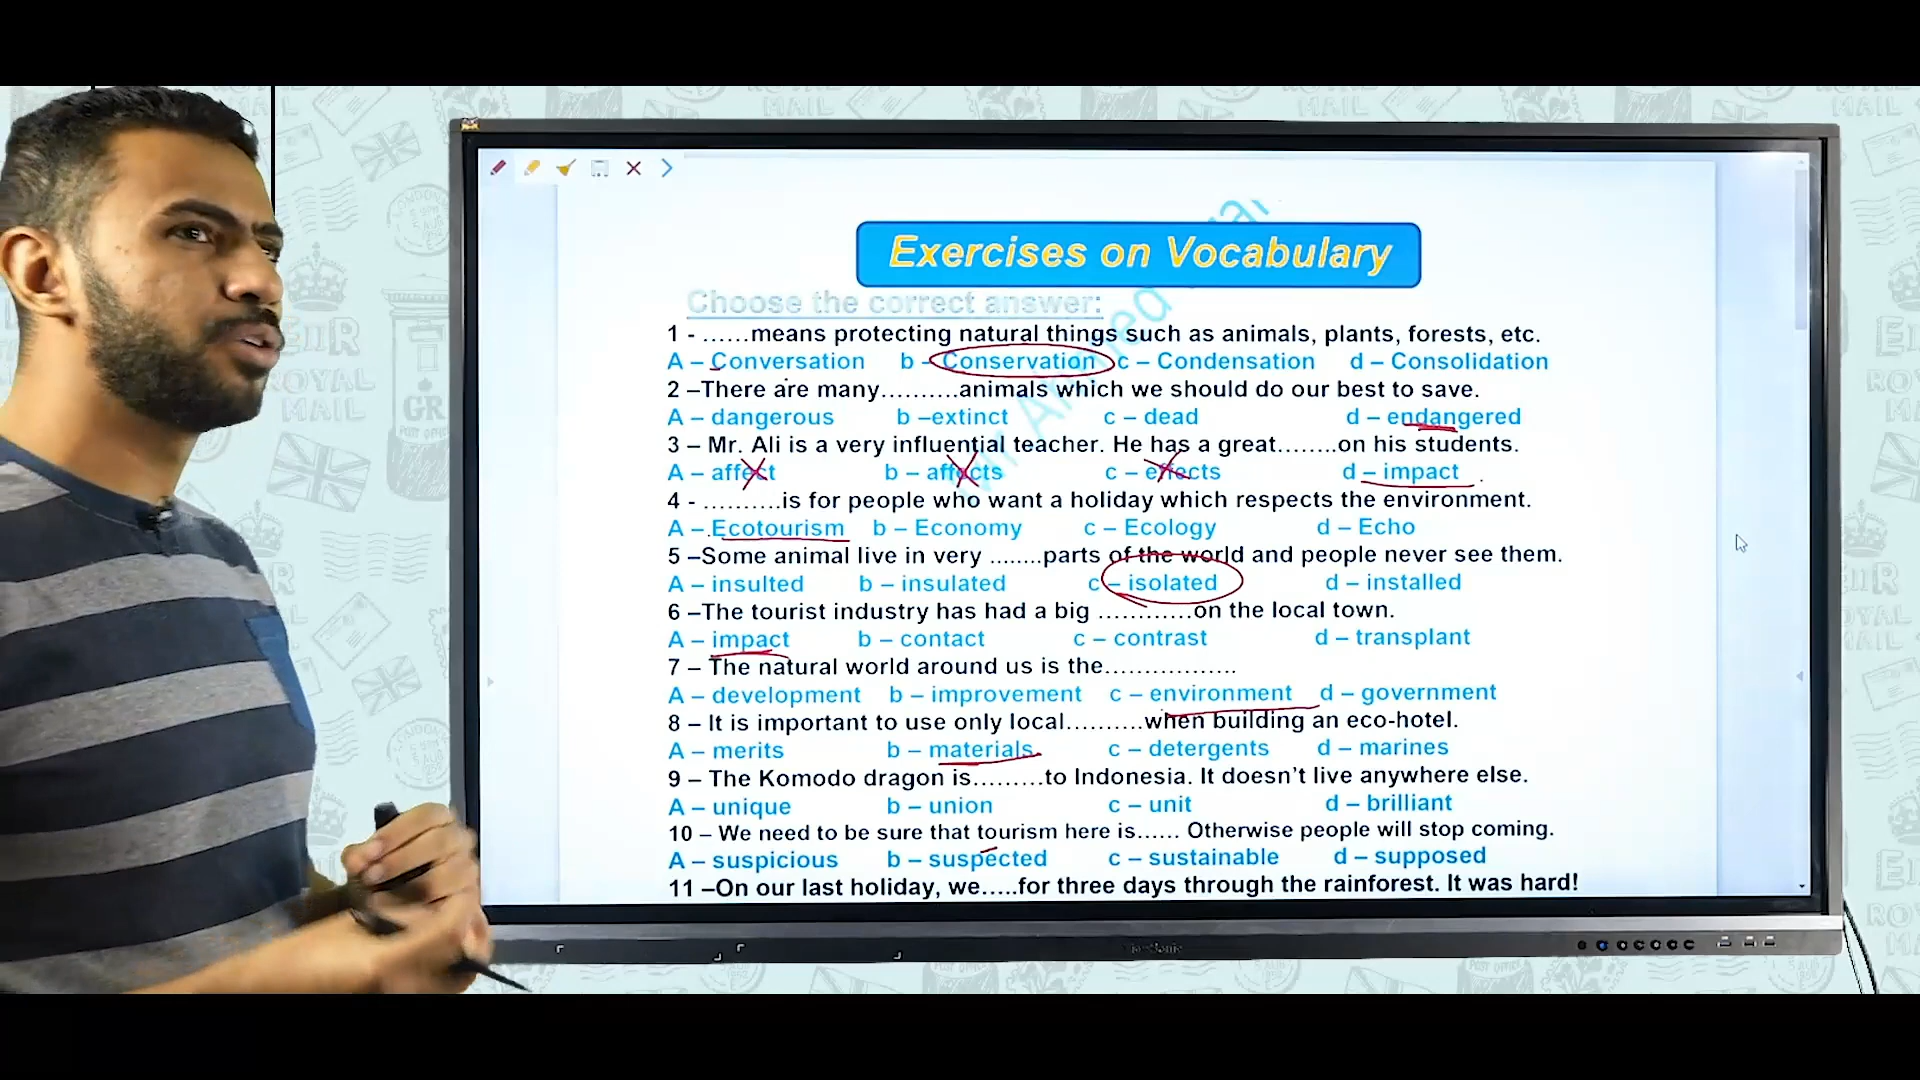 Exercises on Vocabulary
Choose the correct answer:
1 - ……means protecting natural things such as animals, plants, forests, etc.
A – Conversation b – Conservation c – Condensation d – Consolidation
2 –There are many……….animals which we should do our best to save.
A – dangerous b –extinct c – dead d – endangered
3 – Mr. Ali is a very influential teacher. He has a great……..on his students.
A – affect b – affects c – effects d – impact
4 - ……….is for people who want a holiday which respects the environment.
A – Ecotourism b – Economy c – Ecology d – Echo
5 –Some animal live in very ........parts of the world and people never see them.
A – insulted b – insulated c – isolated d – installed
6 –The tourist industry has had a big …………on the local town.
A – impact b – contact c – contrast d – transplant
7 – The natural world around us is the……………..
A – development b – improvement c – environment d – government
8 – It is important to use only local……….when building an eco-hotel.
A – merits b – materials c – detergents d – marines
9 – The Komodo dragon is………to Indonesia. It doesn’t live anywhere else.
A – unique b – union c – unit d – brilliant
10 – We need to be sure that tourism here is…… Otherwise people will stop coming.
A – suspicious b – suspected c – sustainable d – supposed
11 –On our last holiday, we…..for three days through the rainforest. It was hard!
ViewSonic
ROYAL MAIL
EIIR
GR
POST OFFICE